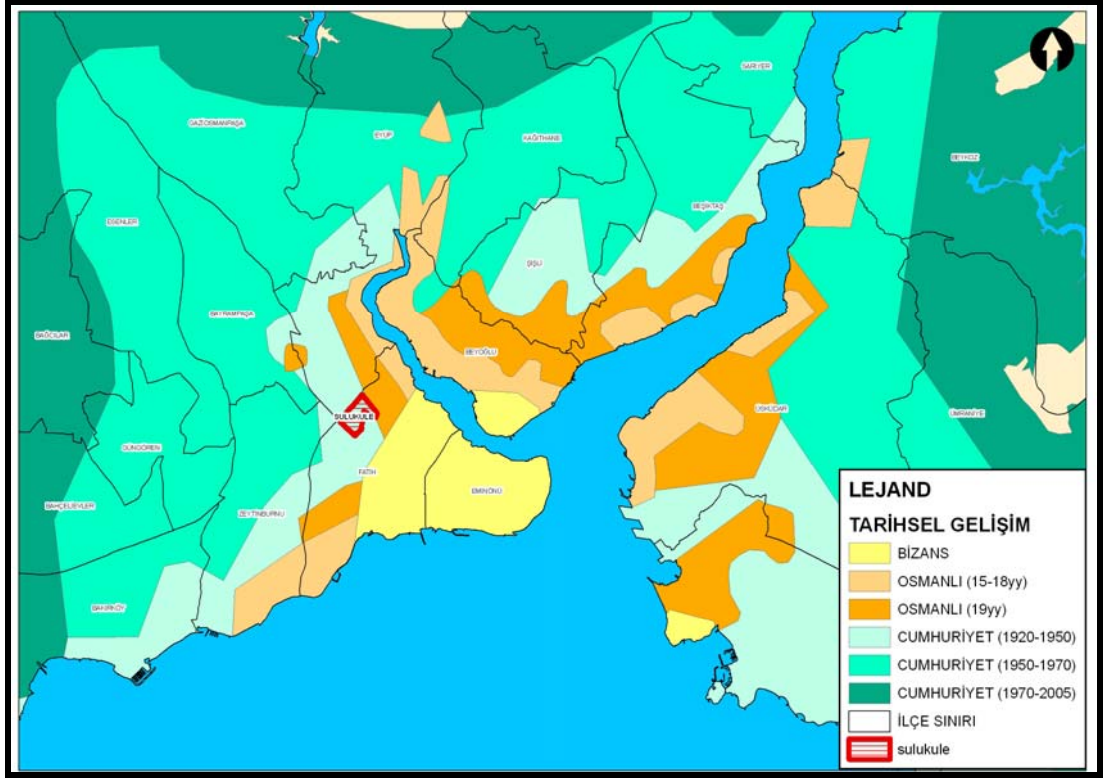 SARIYER
GAZİOSMANPAŞA
EYÜP
KAĞITHANE
BEYKOZ
ESENLER
BEŞİKTAŞ
ŞİŞLİ
BAYRAMPAŞA
BAĞCILAR
BEYOĞLU
SULUKULE
ÜSKÜDAR
ÜMRANİYE
GÜNGÖREN
FATİH
EMİNÖNÜ
BAHÇELİEVLER
ZEYTİNBURNU
BAKIRKÖY
LEJAND
TARİHSEL GELİŞİM
BİZANS
OSMANLI (15-18yy)
OSMANLI (19yy)
CUMHURİYET (1920-1950)
CUMHURİYET (1950-1970)
CUMHURİYET (1970-2005)
İLÇE SINIRI
sulukule